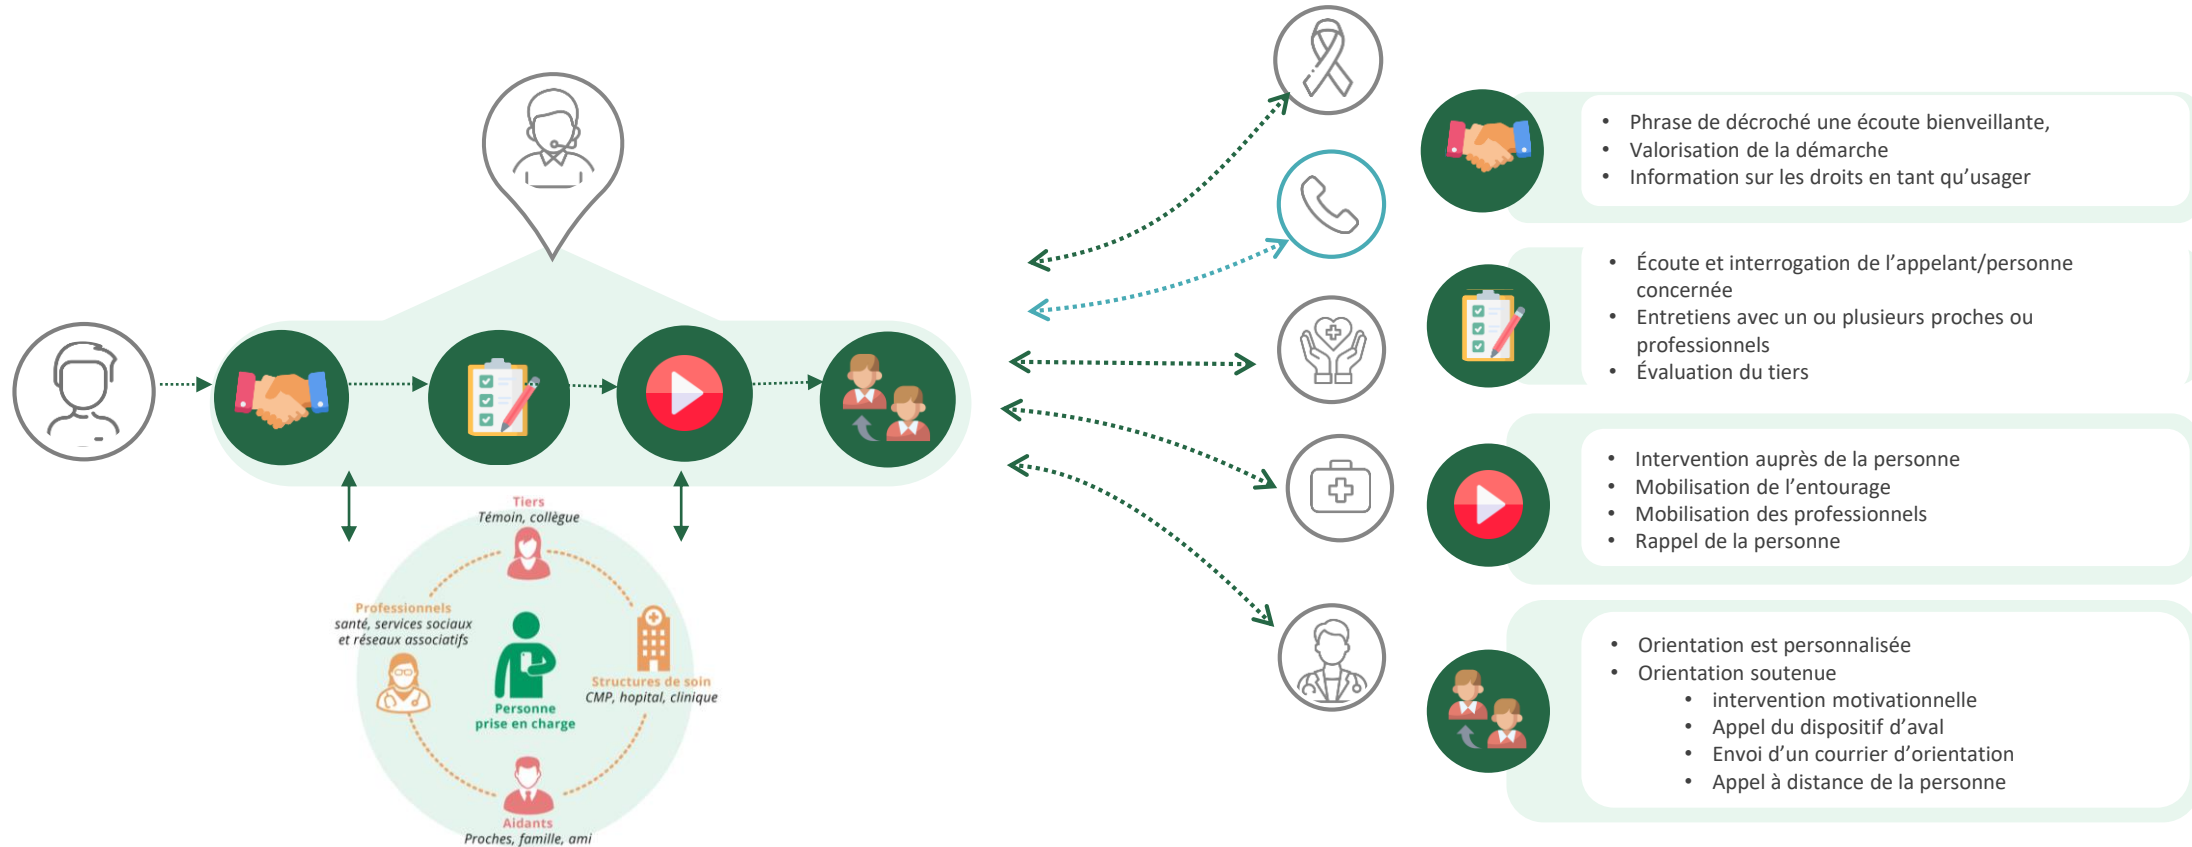 Tiers
Témoin, collègue
Professionnels
santé, services sociaux
et réseaux associatifs
Structures de soin
CMP, hopital, clinique
Personne
prise en charge
Aidants
Proches, famille, ami
• Phrase de décroché une écoute bienveillante,
• Valorisation de la démarche
• Information sur les droits en tant qu’usager
• Écoute et interrogation de l’appelant/personne
concernée
• Entretiens avec un ou plusieurs proches ou
professionnels
• Évaluation du tiers
• Intervention auprès de la personne
• Mobilisation de l’entourage
• Mobilisation des professionnels
• Rappel de la personne
• Orientation est personnalisée
• Orientation soutenue
• intervention motivationnelle
• Appel du dispositif d’aval
• Envoi d’un courrier d’orientation
• Appel à distance de la personne